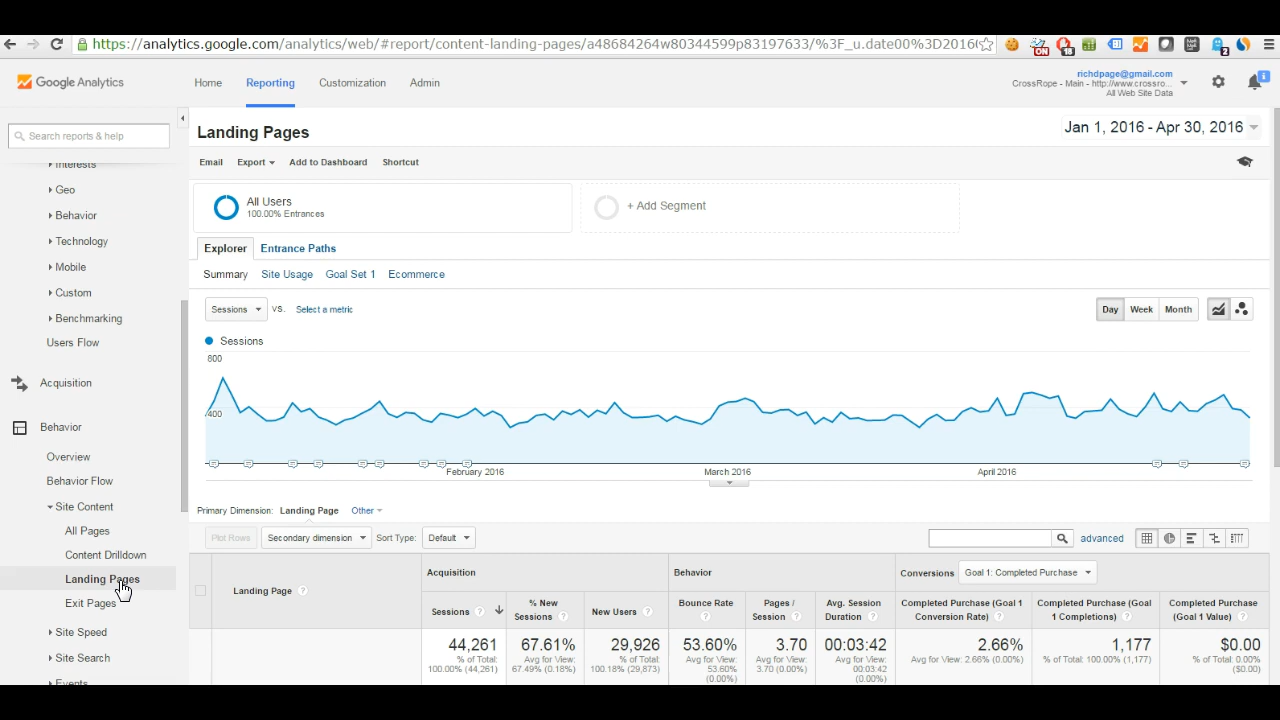 https://analytics.google.com/analytics/web/#report/content-landing-pages/a48684264w80344599p83197633/%3F_u.date00%3D2016
ON
18
2
Google Analytics
Home
Reporting
Customization
Admin
richdpage@gmail.com
CrossRope - Main - http://www.crossro...
All Web Site Data
Search reports & help
Landing Pages
Jan 1, 2016 - Apr 30, 2016
Email
Export
Add to Dashboard
Shortcut
All Users
100.00% Entrances
+ Add Segment
Explorer
Entrance Paths
Summary
Site Usage
Goal Set 1
Ecommerce
Sessions
VS.
Select a metric
Day
Week
Month
Sessions
800
400
February 2016
March 2016
April 2016
Interests
Geo
Behavior
Technology
Mobile
Custom
Benchmarking
Users Flow
Acquisition
Behavior
Overview
Behavior Flow
Site Content
All Pages
Content Drilldown
Landing Pages
Exit Pages
Site Speed
Site Search
Events
Primary Dimension:
Landing Page
Other
Plot Rows
Secondary dimension
Sort Type:
Default
advanced
Landing Page
Acquisition
Behavior
Conversions
Goal 1: Completed Purchase
Sessions
% New
Sessions
New Users
Bounce Rate
Pages /
Session
Avg. Session
Duration
Completed Purchase (Goal 1
Conversion Rate)
Completed Purchase (Goal
1 Completions)
Completed Purchase
(Goal 1 Value)
44,261
% of Total:
100.00% (44,261)
67.61%
Avg for View:
67.49% (0.18%)
29,926
% of Total:
100.18% (29,873)
53.60%
Avg for View:
53.60%
(0.00%)
3.70
Avg for View:
3.70 (0.00%)
00:03:42
Avg for View:
00:03:42
(0.00%)
2.66%
Avg for View: 2.66% (0.00%)
1,177
% of Total: 100.00% (1,177)
$0.00
% of Total: 0.00%
($0.00)